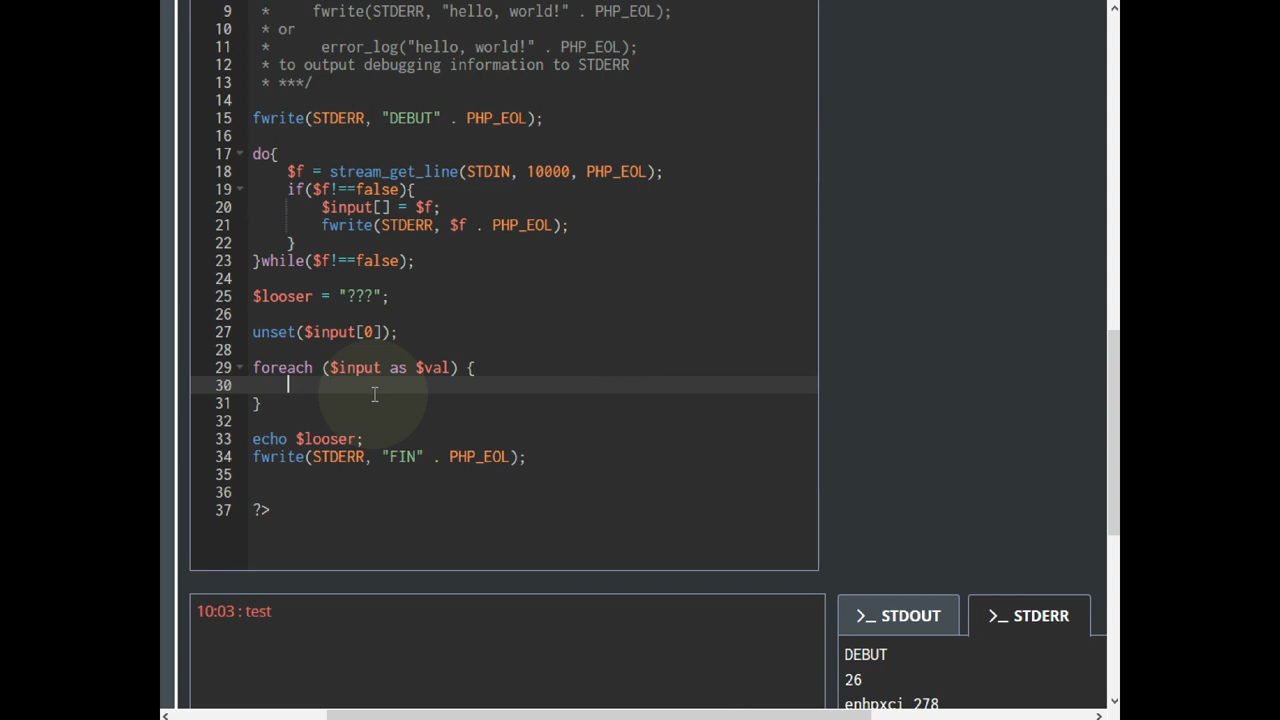 9 *     fwrite(STDERR, "hello, world!" . PHP_EOL);
10 * or
11 *      error_log("hello, world!" . PHP_EOL);
12 * to output debugging information to STDERR
13 * ***/
14
15 fwrite(STDERR, "DEBUT" . PHP_EOL);
16
17 do{
18     $f = stream_get_line(STDIN, 10000, PHP_EOL);
19     if($f!==false){
20         $input[] = $f;
21         fwrite(STDERR, $f . PHP_EOL);
22     }
23 }while($f!==false);
24
25 $looser = "???";
26
27 unset($input[0]);
28
29 foreach ($input as $val) {
30
31 }
32
33 echo $looser;
34 fwrite(STDERR, "FIN" . PHP_EOL);
35
36
37 ?>
10:03 : test
>_ STDOUT
>_ STDERR
DEBUT
26
enhpxcj 278